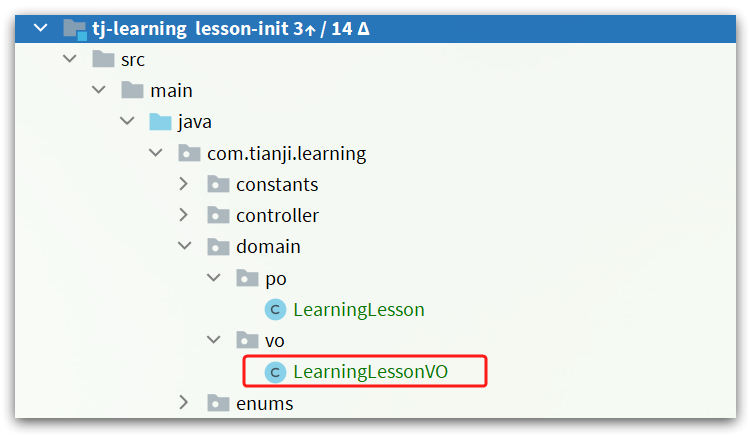 tj-learning lesson-init 3↑ / 14 Δ
src
main
java
com.tianji.learning
constants
controller
domain
po
C LearningLesson
vo
C LearningLessonVO
enums